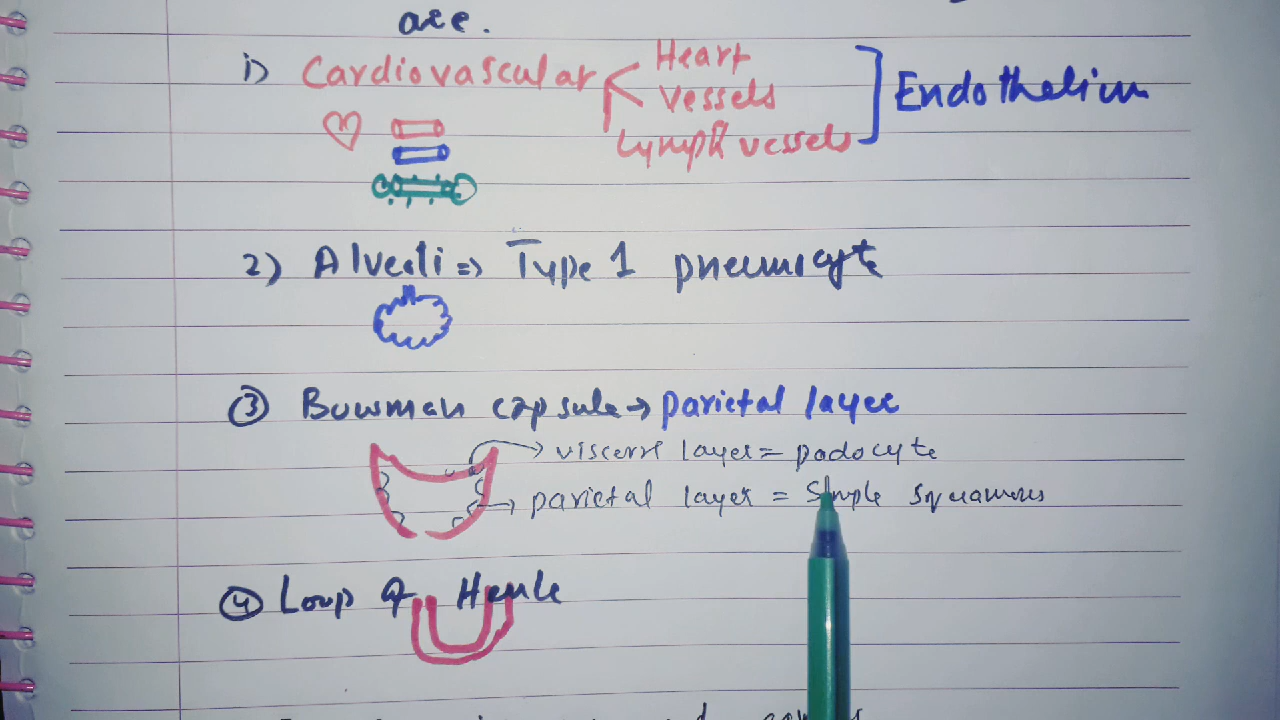 are.
i) Cardiovascular Heart
Vessels
Lymph vessels ] Endothelium
2) Alveoli => Type 1 pneumocyte
③ Bowman capsule → parietal layer
→ viscerl layer = podocyte
→ parietal layer = Simple squamous
④ Loop of Henle